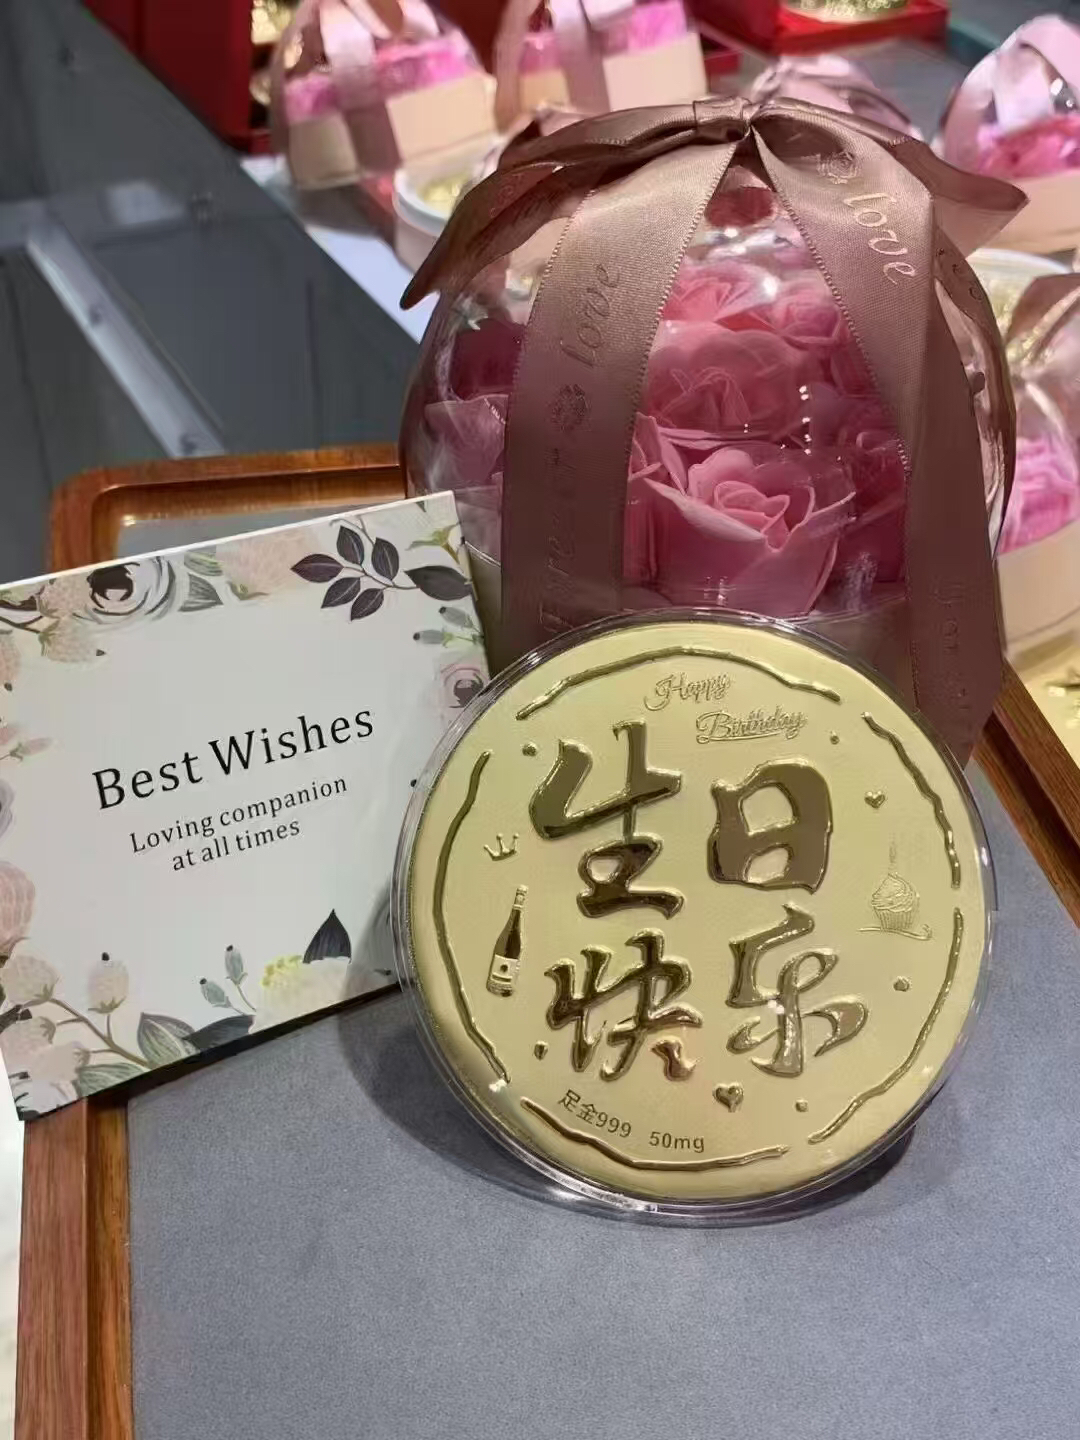 love
love
Best Wishes
Loving companion
at all times
Happy
Birthday
生日
快乐
足金999 50mg